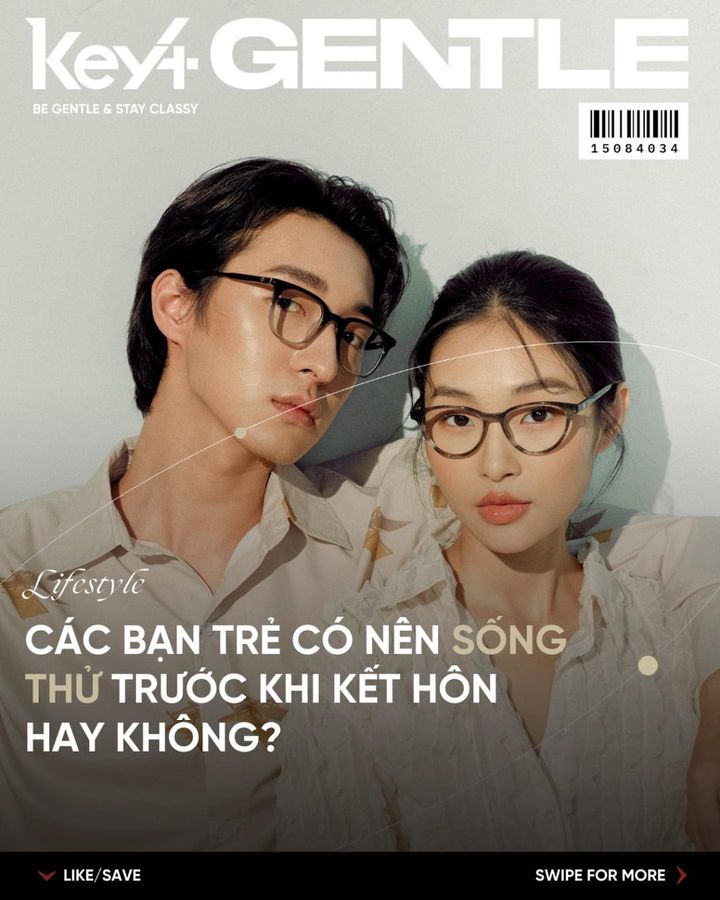 Key4 GENTLE
BE GENTLE & STAY CLASSY
15084034
Lifestyle
CÁC BẠN TRẺ CÓ NÊN SỐNG
THỬ TRƯỚC KHI KẾT HÔN
HAY KHÔNG?
LIKE/SAVE
SWIPE FOR MORE